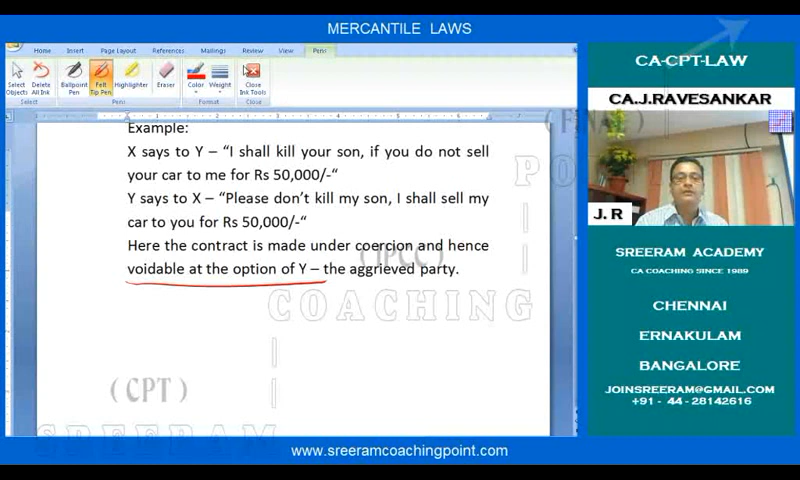 MERCANTILE LAWS
Home Insert Page Layout References Mailings Review View Pens
Select Objects
Delete All Ink
Ballpoint Pen
Felt Tip Pen
Highlighter
Eraser
Color
Weight
Close Ink Tools
Select Pens Format Close
Example:
X says to Y – “I shall kill your son, if you do not sell
your car to me for Rs 50,000/-“
Y says to X – “Please don’t kill my son, I shall sell my
car to you for Rs 50,000/-“
Here the contract is made under coercion and hence
voidable at the option of Y – the aggrieved party.
(FINAL
PO
(IPCC)
COACHING
(CPT)
SREERAM
CA-CPT-LAW
CA.J.RAVESANKAR
J. R
SREERAM ACADEMY
CA COACHING SINCE 1989
CHENNAI
ERNAKULAM
BANGALORE
JOINSREERAM@GMAIL.COM
+91 - 44-28142616
www.sreeramcoachingpoint.com